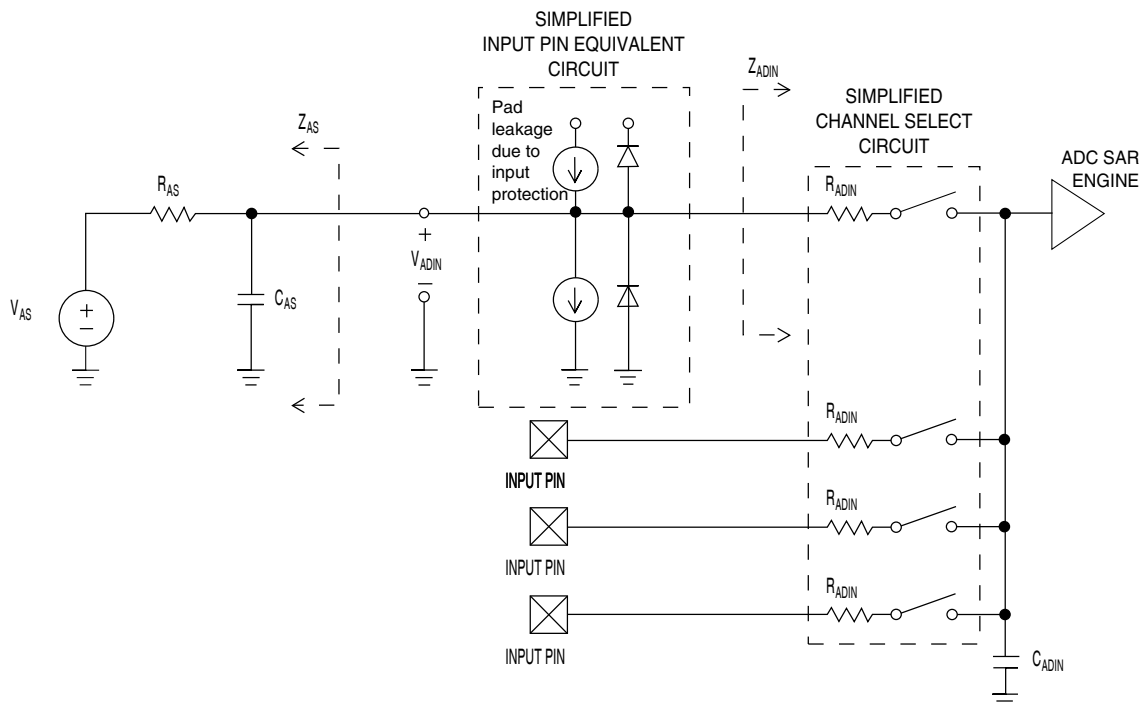 SIMPLIFIED
INPUT PIN EQUIVALENT
CIRCUIT
Pad
leakage
due to
input
protection
Z_ADIN
SIMPLIFIED
CHANNEL SELECT
CIRCUIT
ADC SAR
ENGINE
Z_AS
R_AS
R_ADIN
+
V_ADIN
−
V_AS
+
−
C_AS
R_ADIN
INPUT PIN
R_ADIN
INPUT PIN
R_ADIN
INPUT PIN
C_ADIN